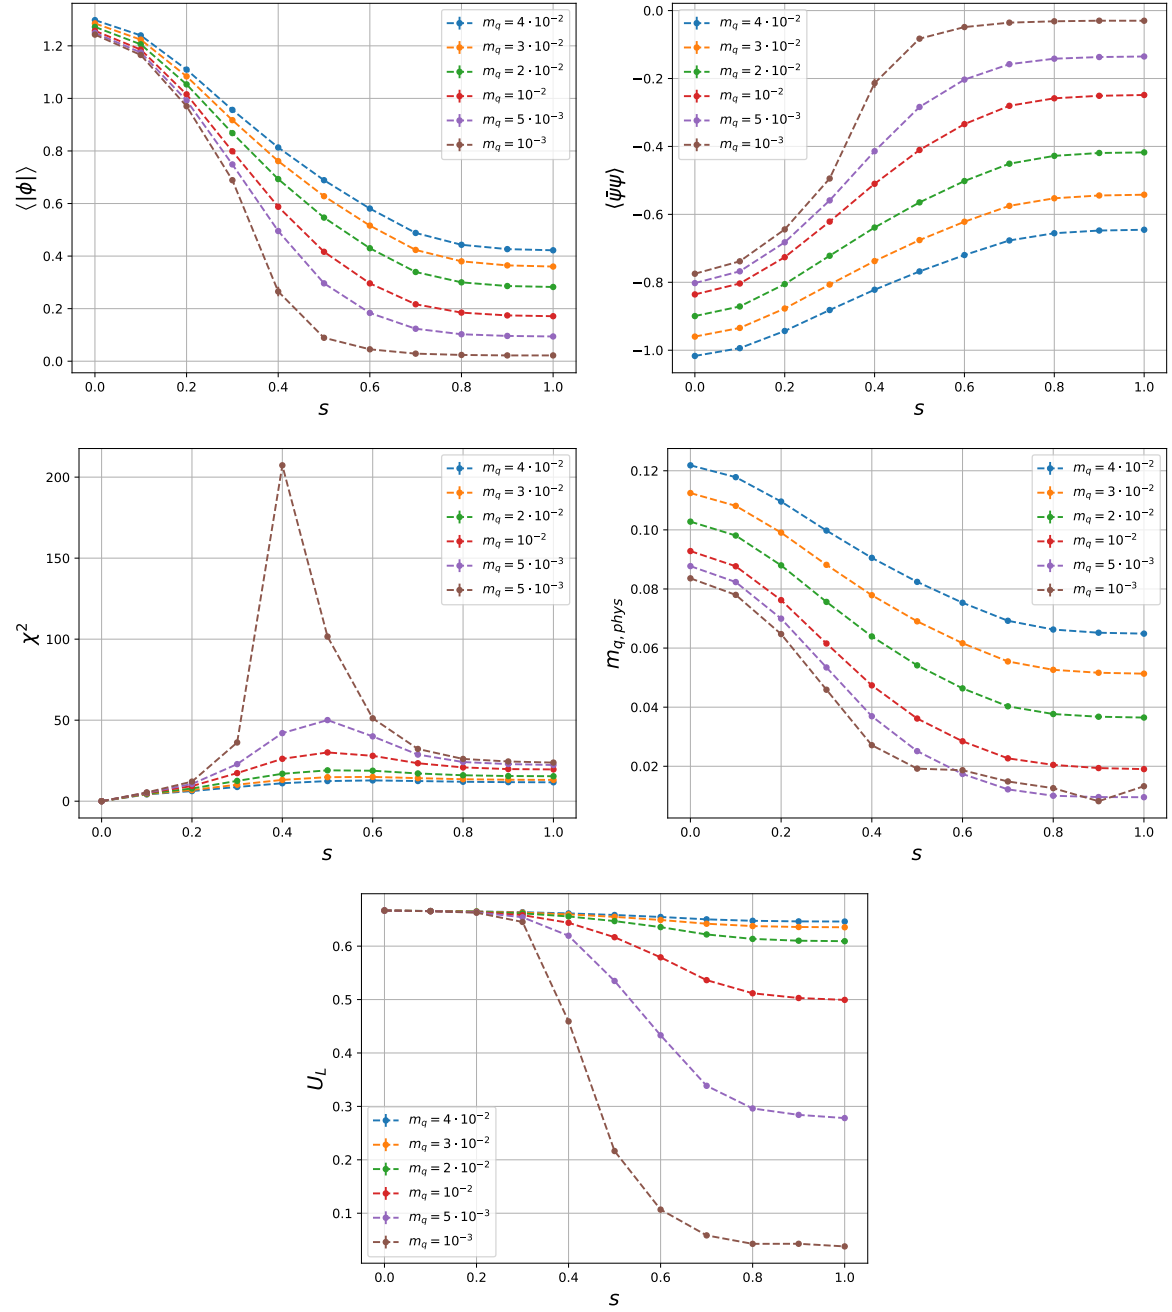 ⟨|ϕ|⟩
1.2
1.0
0.8
0.6
0.4
0.2
0.0
0.0 0.2 0.4 0.6 0.8 1.0
s
m_q = 4 · 10⁻²
m_q = 3 · 10⁻²
m_q = 2 · 10⁻²
m_q = 10⁻²
m_q = 5 · 10⁻³
m_q = 10⁻³
⟨ψ̄ψ⟩
0.0
−0.2
−0.4
−0.6
−0.8
−1.0
0.0 0.2 0.4 0.6 0.8 1.0
s
m_q = 4 · 10⁻²
m_q = 3 · 10⁻²
m_q = 2 · 10⁻²
m_q = 10⁻²
m_q = 5 · 10⁻³
m_q = 10⁻³
χ²
200
150
100
50
0
0.0 0.2 0.4 0.6 0.8 1.0
s
m_q = 4 · 10⁻²
m_q = 3 · 10⁻²
m_q = 2 · 10⁻²
m_q = 10⁻²
m_q = 5 · 10⁻³
m_q = 5 · 10⁻³
m_{q,phys}
0.12
0.10
0.08
0.06
0.04
0.02
0.0 0.2 0.4 0.6 0.8 1.0
s
m_q = 4 · 10⁻²
m_q = 3 · 10⁻²
m_q = 2 · 10⁻²
m_q = 10⁻²
m_q = 5 · 10⁻³
m_q = 10⁻³
U_L
0.6
0.5
0.4
0.3
0.2
0.1
0.0 0.2 0.4 0.6 0.8 1.0
s
m_q = 4 · 10⁻²
m_q = 3 · 10⁻²
m_q = 2 · 10⁻²
m_q = 10⁻²
m_q = 5 · 10⁻³
m_q = 10⁻³